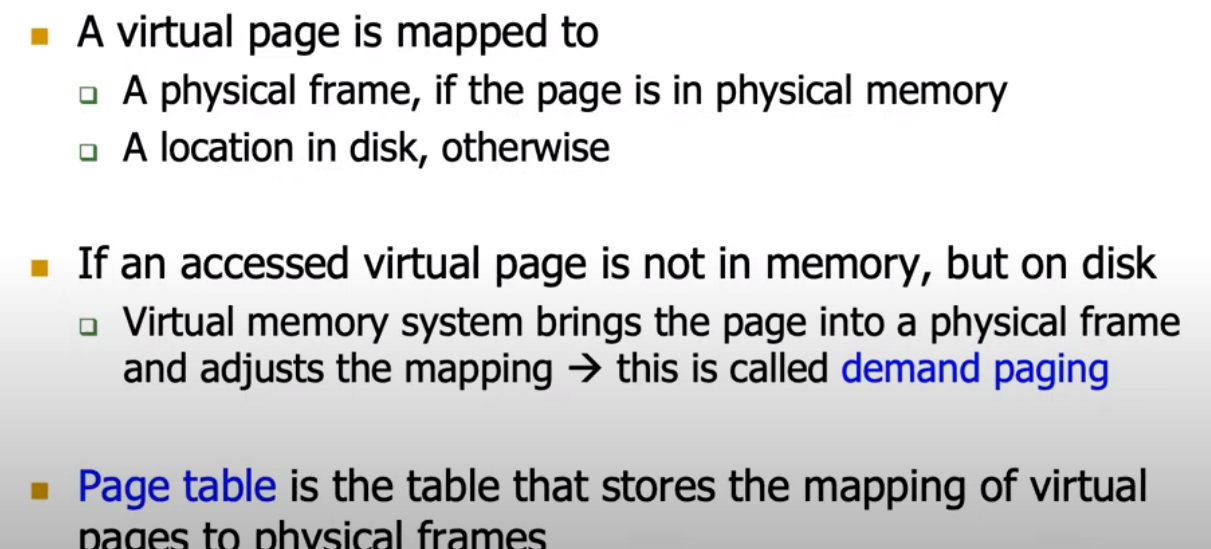 A virtual page is mapped to
A physical frame, if the page is in physical memory
A location in disk, otherwise
If an accessed virtual page is not in memory, but on disk
Virtual memory system brings the page into a physical frame
and adjusts the mapping → this is called demand paging
Page table is the table that stores the mapping of virtual
pages to physical frames